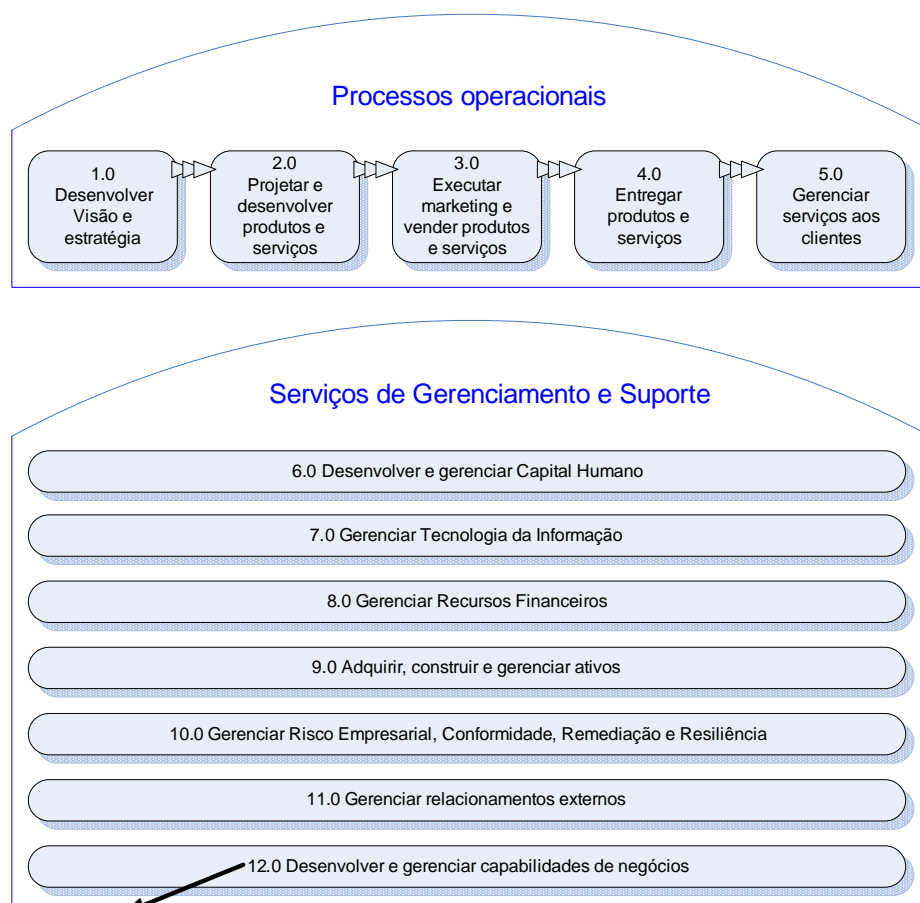 Processos operacionais
1.0
Desenvolver
Visão e
estratégia
2.0
Projetar e
desenvolver
produtos e
serviços
3.0
Executar
marketing e
vender produtos
e serviços
4.0
Entregar
produtos e
serviços
5.0
Gerenciar
serviços aos
clientes
Serviços de Gerenciamento e Suporte
6.0 Desenvolver e gerenciar Capital Humano
7.0 Gerenciar Tecnologia da Informação
8.0 Gerenciar Recursos Financeiros
9.0 Adquirir, construir e gerenciar ativos
10.0 Gerenciar Risco Empresarial, Conformidade, Remediação e Resiliência
11.0 Gerenciar relacionamentos externos
12.0 Desenvolver e gerenciar capabilidades de negócios